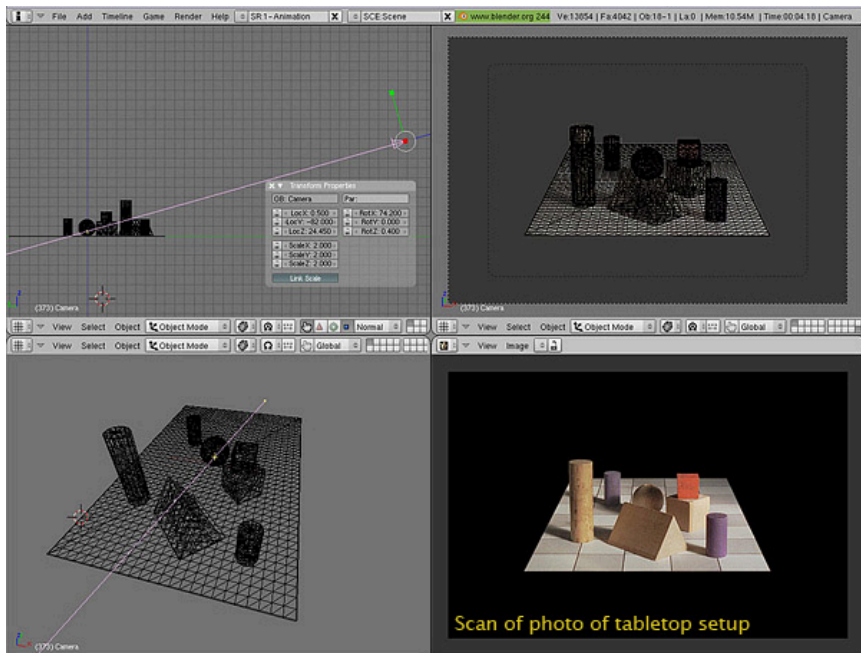 File Add Timeline Game Render Help SR:1-Animation X SCE:Scene X www.blender.org 244 Ve:13654 | Fa:4042 | Ob:18-1 | La:0 | Mem:10.54M | Time:00:04.18 | Camera
X Transform Properties
OB: Camera Par:
LocX: 0.500 RotX: 74.200
LocY: -82.000 RotY: 0.000
LocZ: 24.450 RotZ: 0.400
ScaleX: 2.000
ScaleY: 2.000
ScaleZ: 2.000
Link Scale
(373) Camera
(373) Camera
View Select Object Object Mode Normal
View Select Object Object Mode Global
View Select Object Object Mode Global
View Image
(373) Camera
Scan of photo of tabletop setup